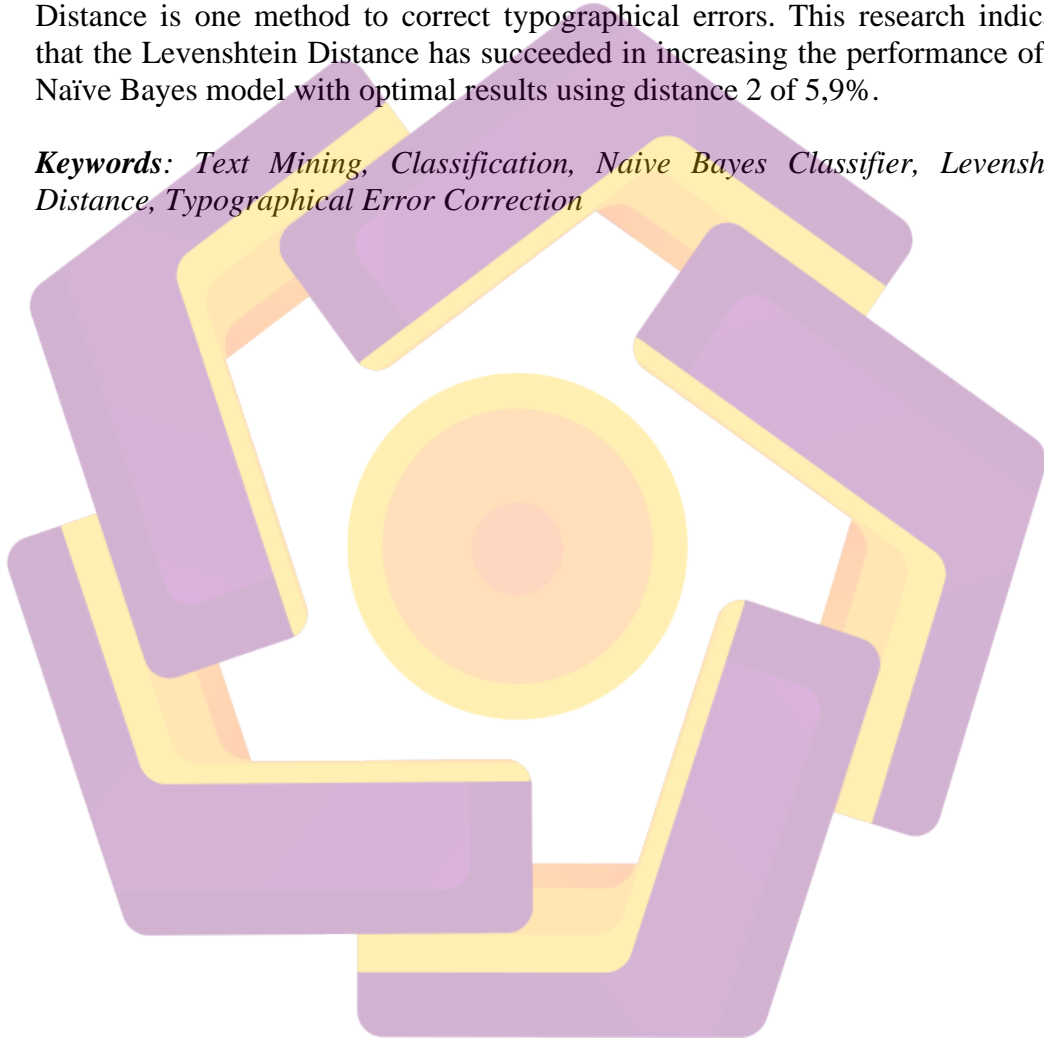 Distance is one method to correct typographical errors. This research indic
that the Levenshtein Distance has succeeded in increasing the performance of
Naïve Bayes model with optimal results using distance 2 of 5,9%.
Keywords: Text Mining, Classification, Naive Bayes Classifier, Levensh
Distance, Typographical Error Correction